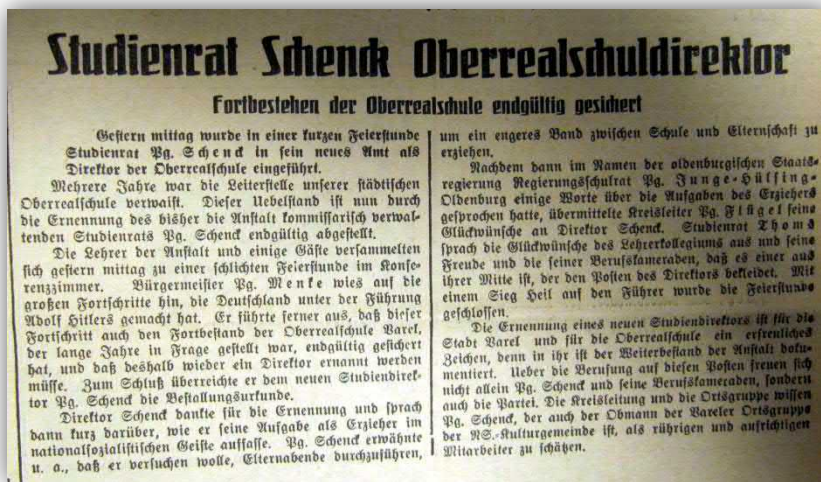 Studienrat Schenck Oberrealschuldirektor
Fortbestehen der Oberrealschule endgültig gesichert
Gestern mittag wurde in einer kurzen Feierstunde
Studienrat Pg. Schenck in sein neues Amt als
Direktor der Oberrealschule eingeführt.
Mehrere Jahre war die Leiterstelle unserer städtischen
Oberrealschule verwaist. Dieser Uebelstand ist nun durch
die Ernennung des bisher die Anstalt kommissarisch verwal-
tenden Studienrats Pg. Schenck endgültig abgestellt.
Die Lehrer der Anstalt und einige Gäste versammelten
sich gestern mittag zu einer schlichten Feierstunde im Konfe-
renzzimmer. Bürgermeister Pg. Menke wies auf die
großen Fortschritte hin, die Deutschland unter der Führung
Adolf Hitlers gemacht hat. Er führte ferner aus, daß dieser
Fortschritt auch den Fortbestand der Oberrealschule Varel,
der lange Jahre in Frage gestellt war, endgültig gesichert
hat, und daß deshalb wieder ein Direktor ernannt werden
müsse. Zum Schluß überreichte er dem neuen Studiendirek-
tor Pg. Schenck die Bestallungsurkunde.
Direktor Schenck dankte für die Ernennung und sprach
dann kurz darüber, wie er seine Aufgabe als Erzieher im
nationalsozialistischen Geiste auffasse. Pg. Schenck erwähnte
u. a., daß er versuchen wolle, Elternabende durchzuführen,
um ein engeres Band zwischen Schule und Elternschaft zu
erziehen.
Nachdem dann im Namen der oldenburgischen Staats-
regierung Regierungsschulrat Pg. Junge-Hülsing-
Oldenburg einige Worte über die Aufgaben des Erziehers
gesprochen hatte, übermittelte Kreisleiter Pg. Flügel seine
Glückwünsche an Direktor Schenck. Studienrat Thoms
sprach die Glückwünsche des Lehrerkollegiums aus und seine
Freude und die seiner Berufskameraden, daß es einer aus
ihrer Mitte ist, der den Posten des Direktors bekleidet. Mit
einem Sieg Heil auf den Führer wurde die Feierstunde
geschlossen.
Die Ernennung eines neuen Studiendirektors ist für die
Stadt Varel und für die Oberrealschule ein erfreuliches
Zeichen, denn in ihr ist der Weiterbestand der Anstalt doku-
mentiert. Ueber die Berufung auf diesen Posten freuen sich
nicht allein Pg. Schenck und seine Berufskameraden, sondern
auch die Partei. Die Kreisleitung und die Ortsgruppe wissen
Pg. Schenck, der auch der Obmann der Vareler Ortsgruppe
der NS.-Kulturgemeinde ist, als rührigen und aufrichtigen
Mitarbeiter zu schätzen.